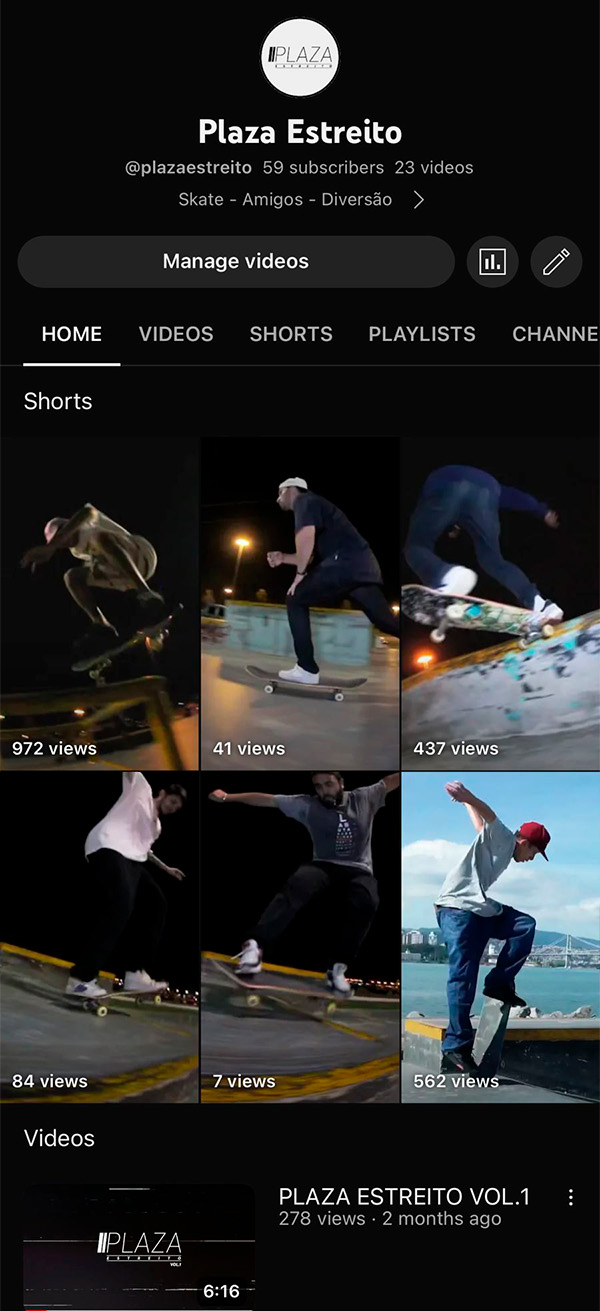 PLAZA
ESTREITO
Plaza Estreito
@plazaestreito 59 subscribers 23 videos
Skate - Amigos - Diversão
Manage videos
HOME VIDEOS SHORTS PLAYLISTS CHANNE
Shorts
972 views
41 views
437 views
84 views
7 views
562 views
Videos
PLAZA
ESTREITO
VOL.1
6:16
PLAZA ESTREITO VOL.1
278 views · 2 months ago